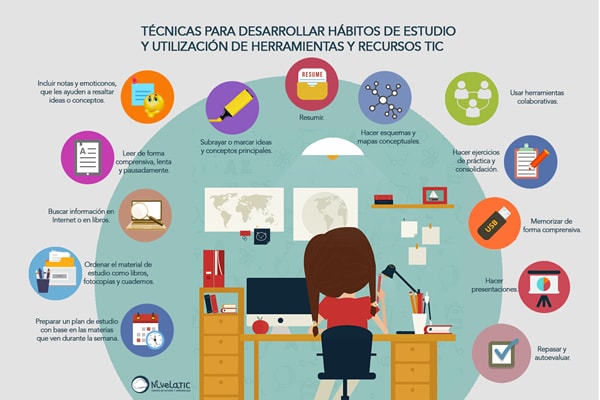 TÉCNICAS PARA DESARROLLAR HÁBITOS DE ESTUDIO
Y UTILIZACIÓN DE HERRAMIENTAS Y RECURSOS TIC
Incluir notas y emoticonos,
que les ayuden a resaltar
ideas o conceptos.
Leer de forma
comprensiva, lenta
y pausadamente.
Buscar información en
Internet o en libros.
Ordenar el material de
estudio como libros,
fotocopias y cuadernos.
Preparar un plan de estudio
con base en las materias
que ven durante la semana.
Subrayar o marcar ideas
y conceptos principales.
RESUME
Resumir.
Hacer esquemas y
mapas conceptuales.
Usar herramientas
colaborativas.
Hacer ejercicios
de práctica y
consolidación.
USB
Memorizar de
forma comprensiva.
Hacer
presentaciones.
Repasar y
autoevaluar.
A
NivelaTIC